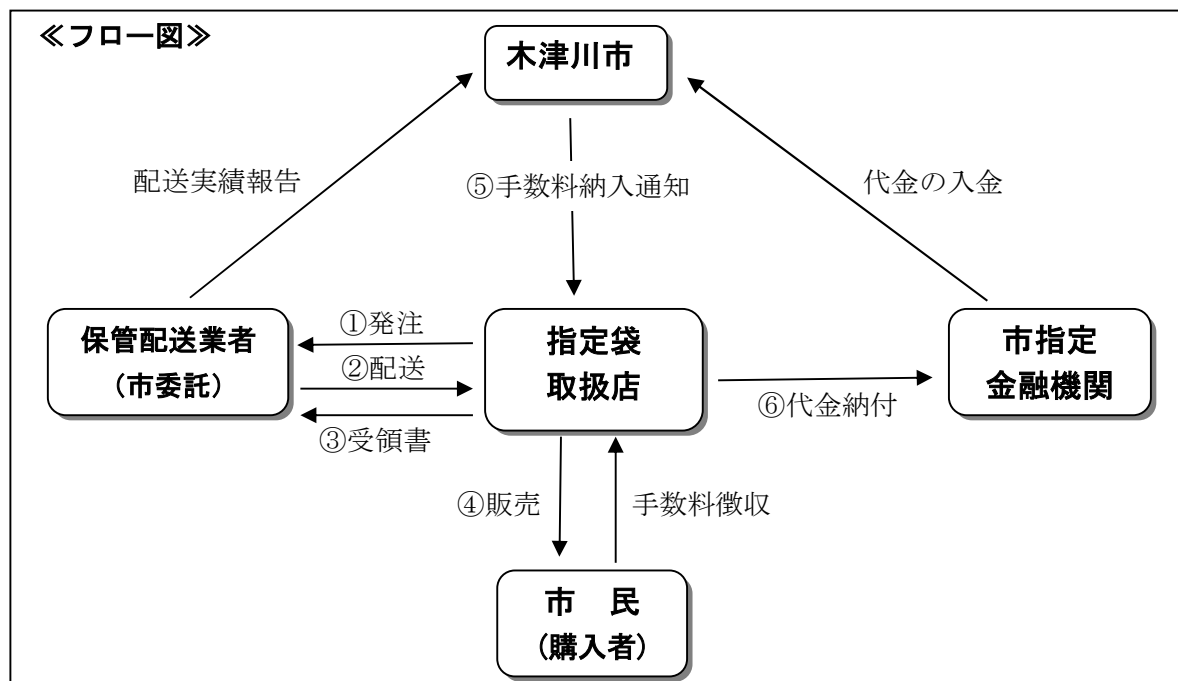 ≪フロー図≫
木津川市
配送実績報告
⑤手数料納入通知
代金の入金
保管配送業者
（市委託）
①発注
②配送
③受領書
指定袋
取扱店
⑥代金納付
市指定
金融機関
④販売
手数料徴収
市　民
（購入者）